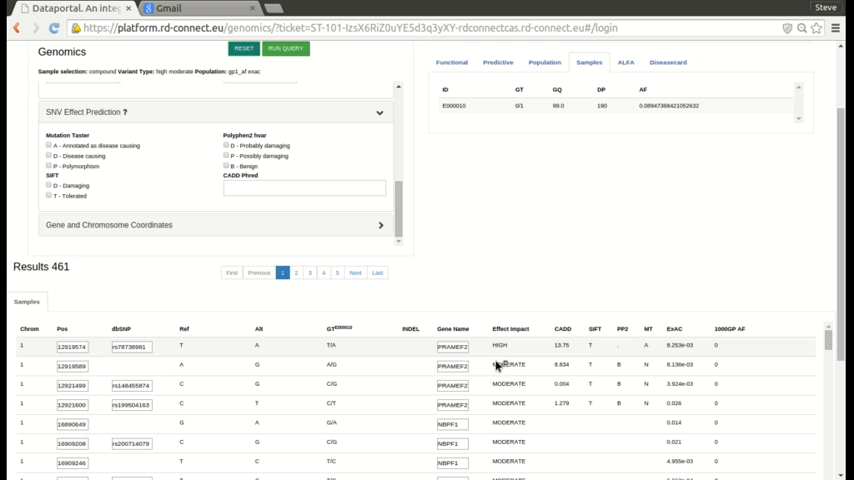 Dataportal. An inte
Gmail
Steve
https://platform.rd-connect.eu/genomics/?ticket=ST-101-IzsX6RiZ0uYE5d3q3yXY-rdconnectcas.rd-connect.eu#/login
Genomics
RESET
RUN QUERY
Sample selection: compound Variant Type: high moderate Population: gp1_af exac
SNV Effect Prediction ?
Mutation Taster
Polyphen2 hvar
A - Annotated as disease causing
D - Probably damaging
D - Disease causing
P - Possibly damaging
P - Polymorphism
B - Benign
SIFT
CADD Phred
D - Damaging
T - Tolerated
Gene and Chromosome Coordinates
Functional Predictive Population Samples ALFA Diseasecard
ID GT GQ DP AF
E000010 0/1 99.0 190 0.08947368421052632
Results 461
First Previous 1 2 3 4 5 Next Last
Samples
Chrom Pos dbSNP Ref Alt GTE000010 INDEL Gene Name Effect Impact CADD SIFT PP2 MT ExAC 1000GP AF
1 12919574 rs78738981 T A T/A PRAMEF2 HIGH 13.75 T . A 8.253e-03 0
1 12919589 A G A/G PRAMEF2 8.834 T B N 8.136e-03 0
1 12921499 rs148455874 C G C/G PRAMEF2 MODERATE 0.004 T B N 3.924e-03 0
1 12921600 rs199504163 C T C/T PRAMEF2 MODERATE 1.279 T B N 0.026 0
1 16890649 G A G/A NBPF1 MODERATE 0.014 0
1 16909208 rs200714079 C G C/G NBPF1 MODERATE 0.021 0
1 16909246 T C T/C NBPF1 MODERATE 4.955e-03 0